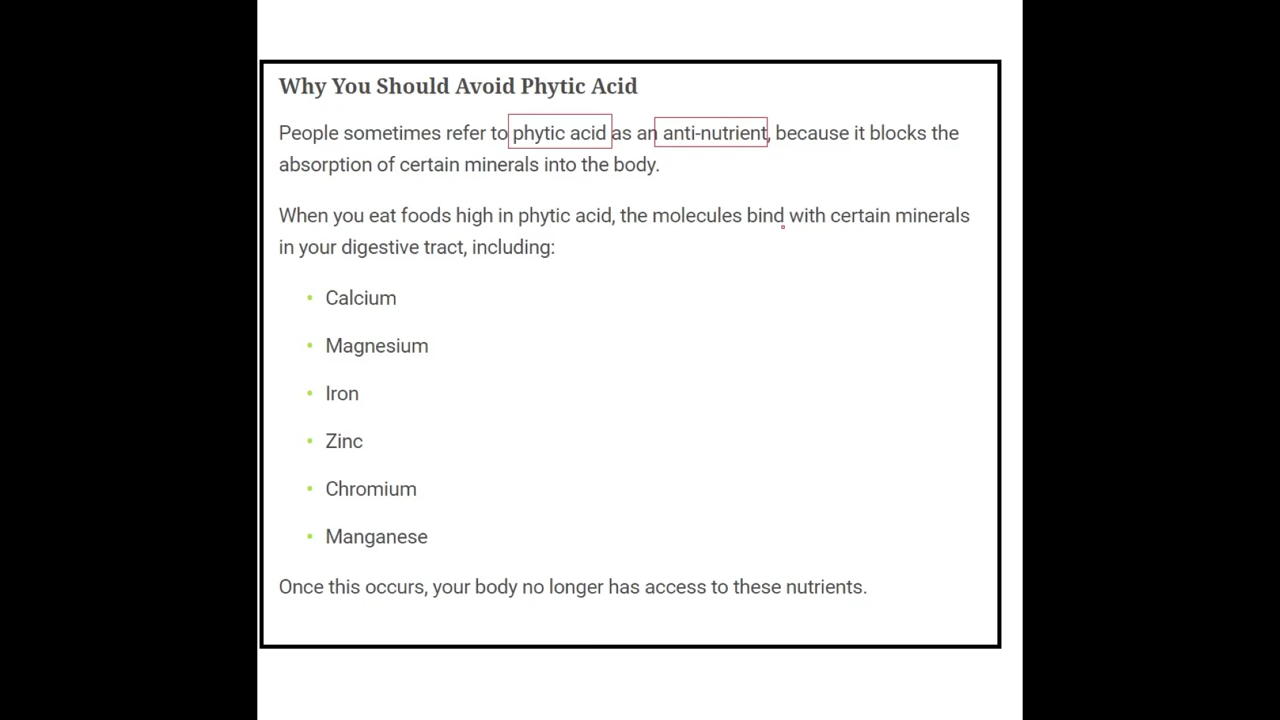 Why You Should Avoid Phytic Acid
People sometimes refer to phytic acid as an anti-nutrient, because it blocks the
absorption of certain minerals into the body.
When you eat foods high in phytic acid, the molecules bind with certain minerals
in your digestive tract, including:
• Calcium
• Magnesium
• Iron
• Zinc
• Chromium
• Manganese
Once this occurs, your body no longer has access to these nutrients.